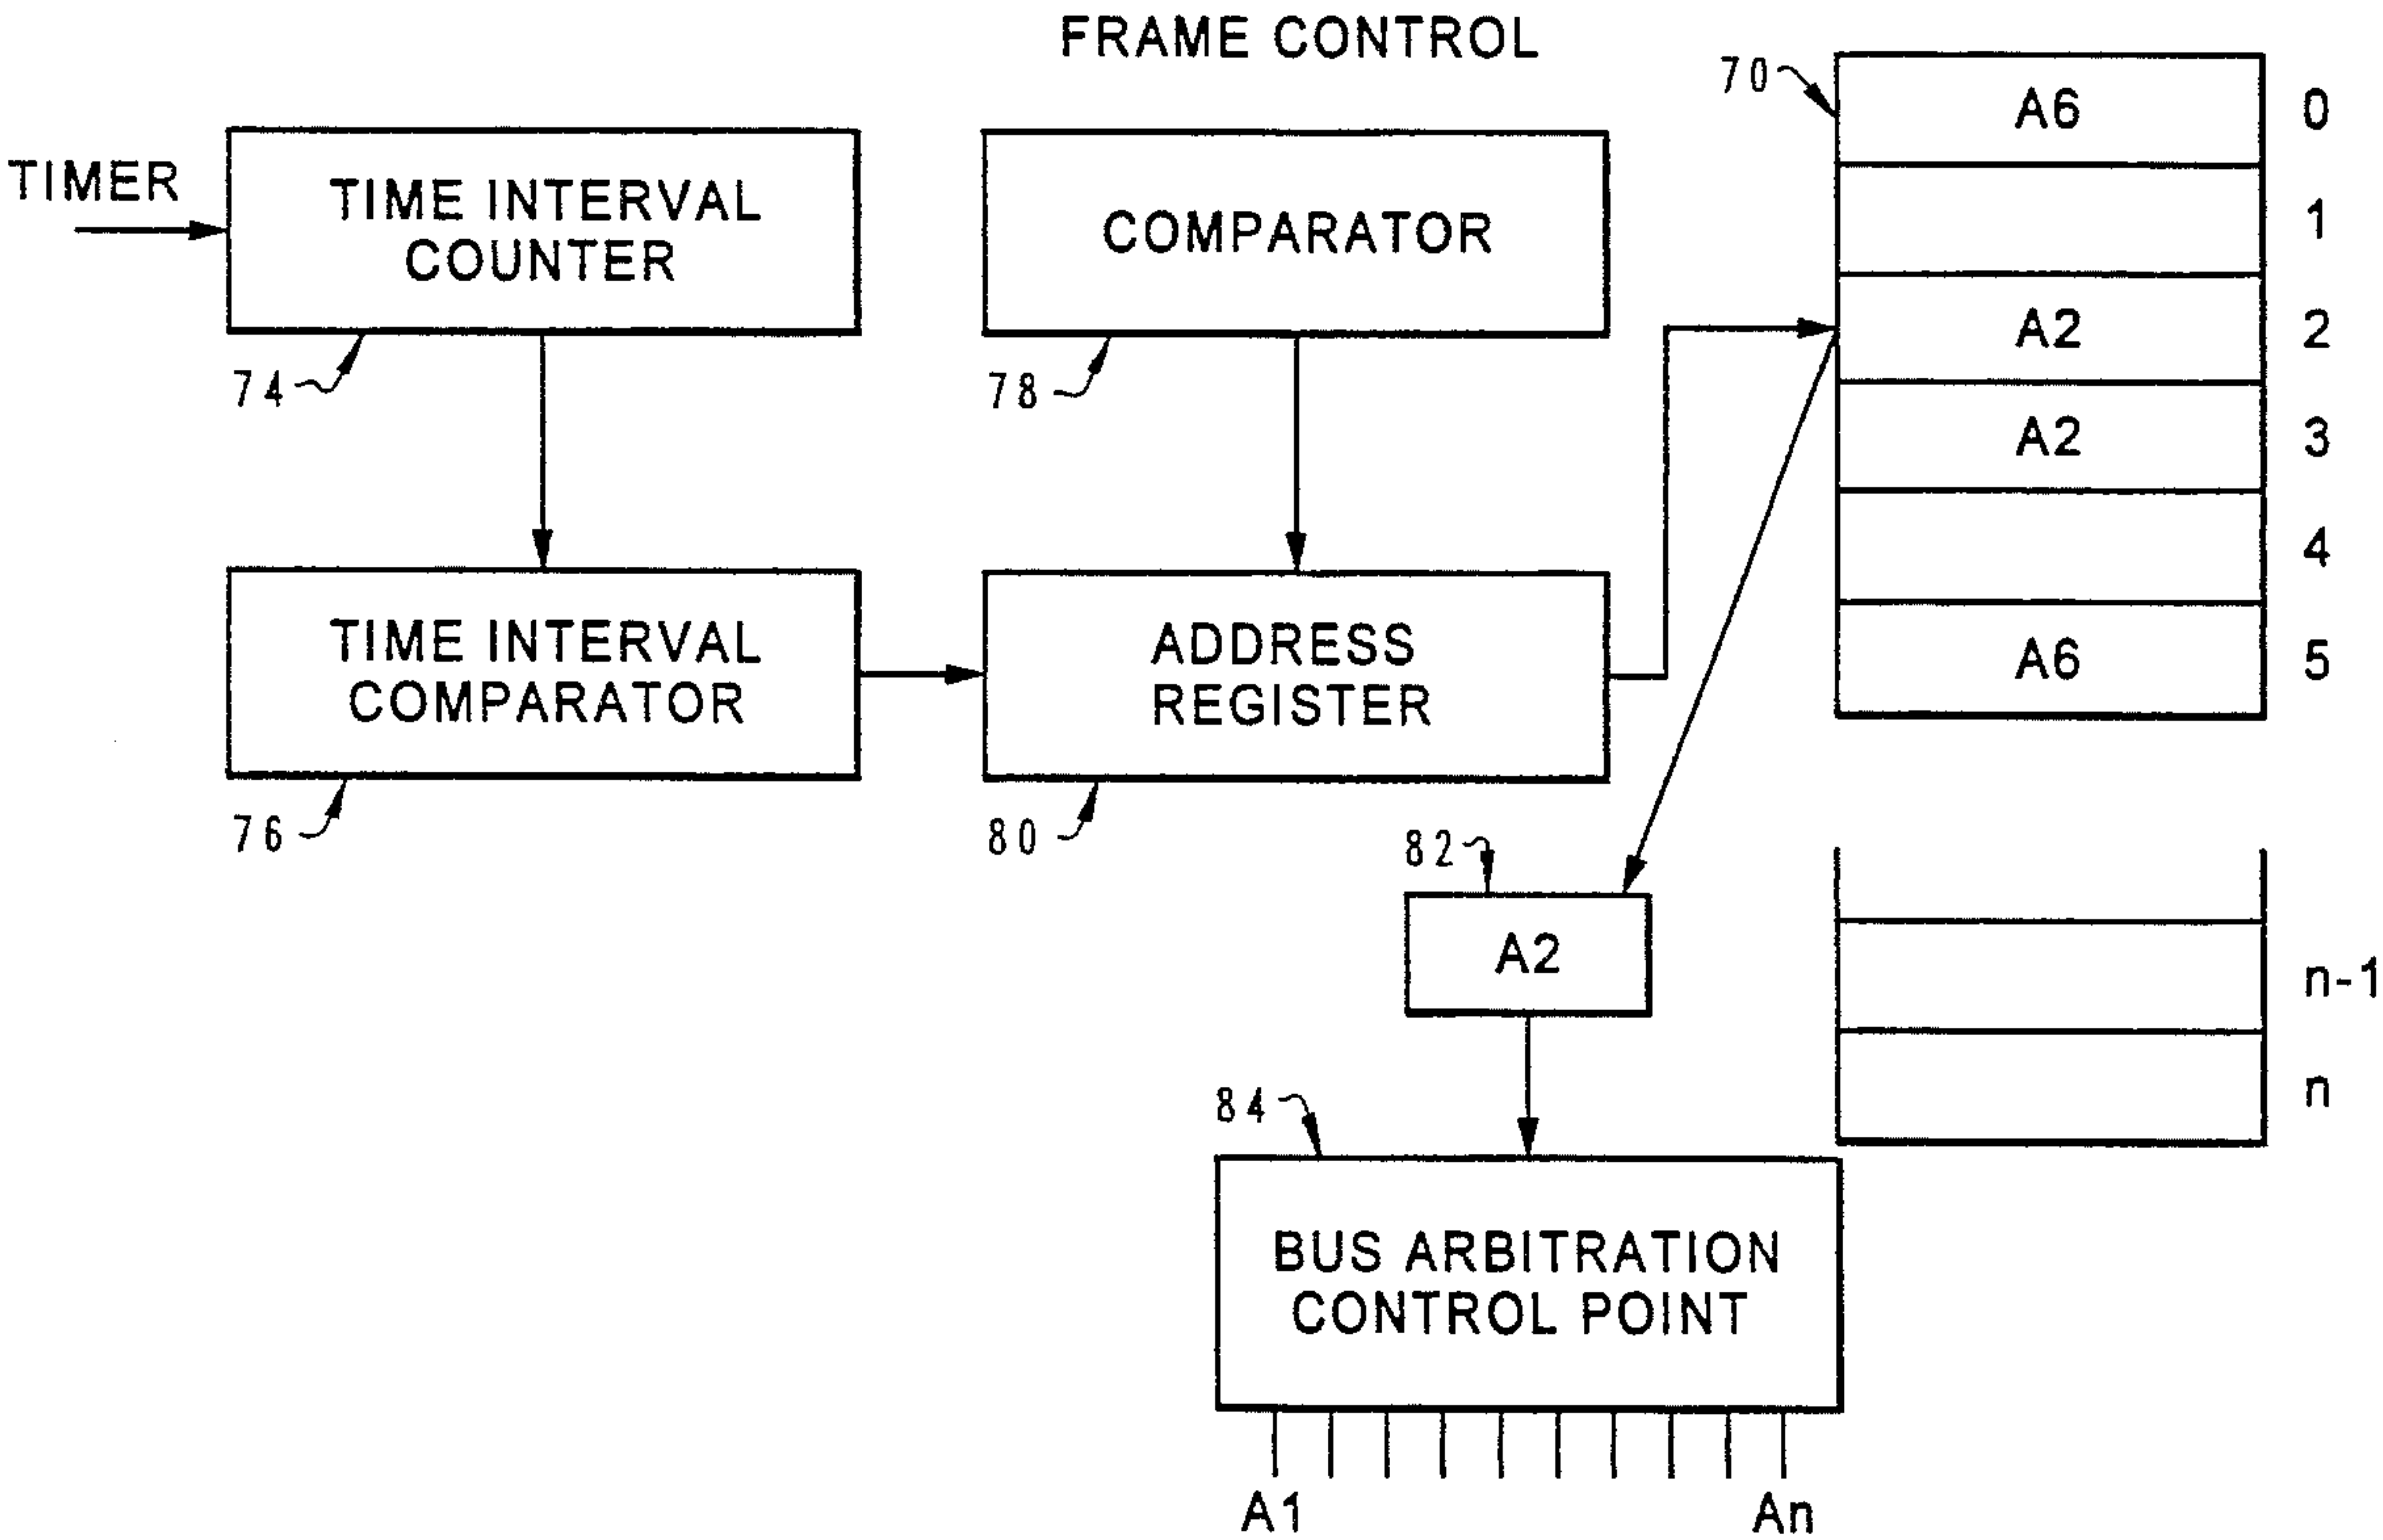 FRAME CONTROL
TIMER
TIME INTERVAL
COUNTER
74
COMPARATOR
78
TIME INTERVAL
COMPARATOR
76
ADDRESS
REGISTER
80
70
A6 0
1
A2 2
A2 3
4
A6 5
n-1
n
82
A2
84
BUS ARBITRATION
CONTROL POINT
A1 An